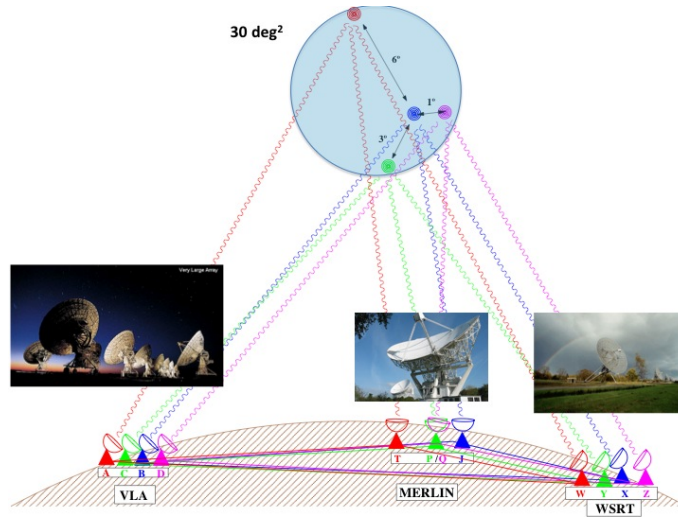 30 deg²
6°
1°
3°
Very Large Array
A C B D
VLA
T P/Q J
MERLIN
W Y X Z
WSRT